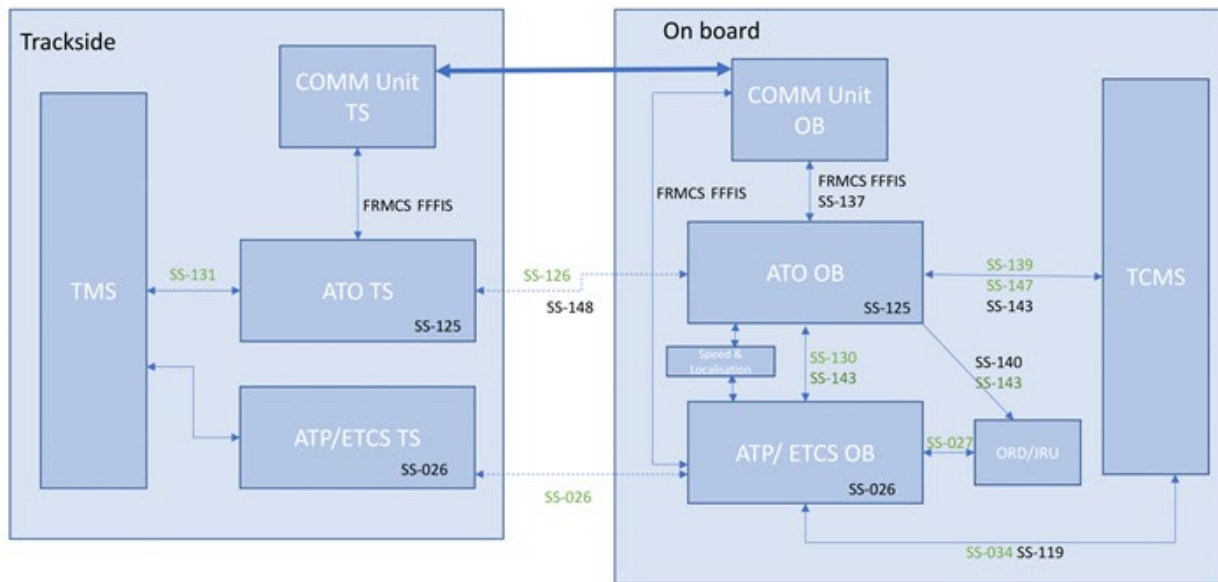 Trackside
COMM Unit
TS
FRMCS FFFIS
TMS
SS-131
ATO TS
SS-125
ATP/ETCS TS
SS-026
SS-126
SS-148
SS-026
On board
COMM Unit
OB
FRMCS FFFIS
FRMCS FFFIS
SS-137
ATO OB
SS-125
SS-139
SS-147
SS-143
TCMS
Speed &
Localisation
SS-130
SS-143
SS-140
SS-143
ATP/ ETCS OB
SS-026
SS-027
ORD/JRU
SS-034 SS-119